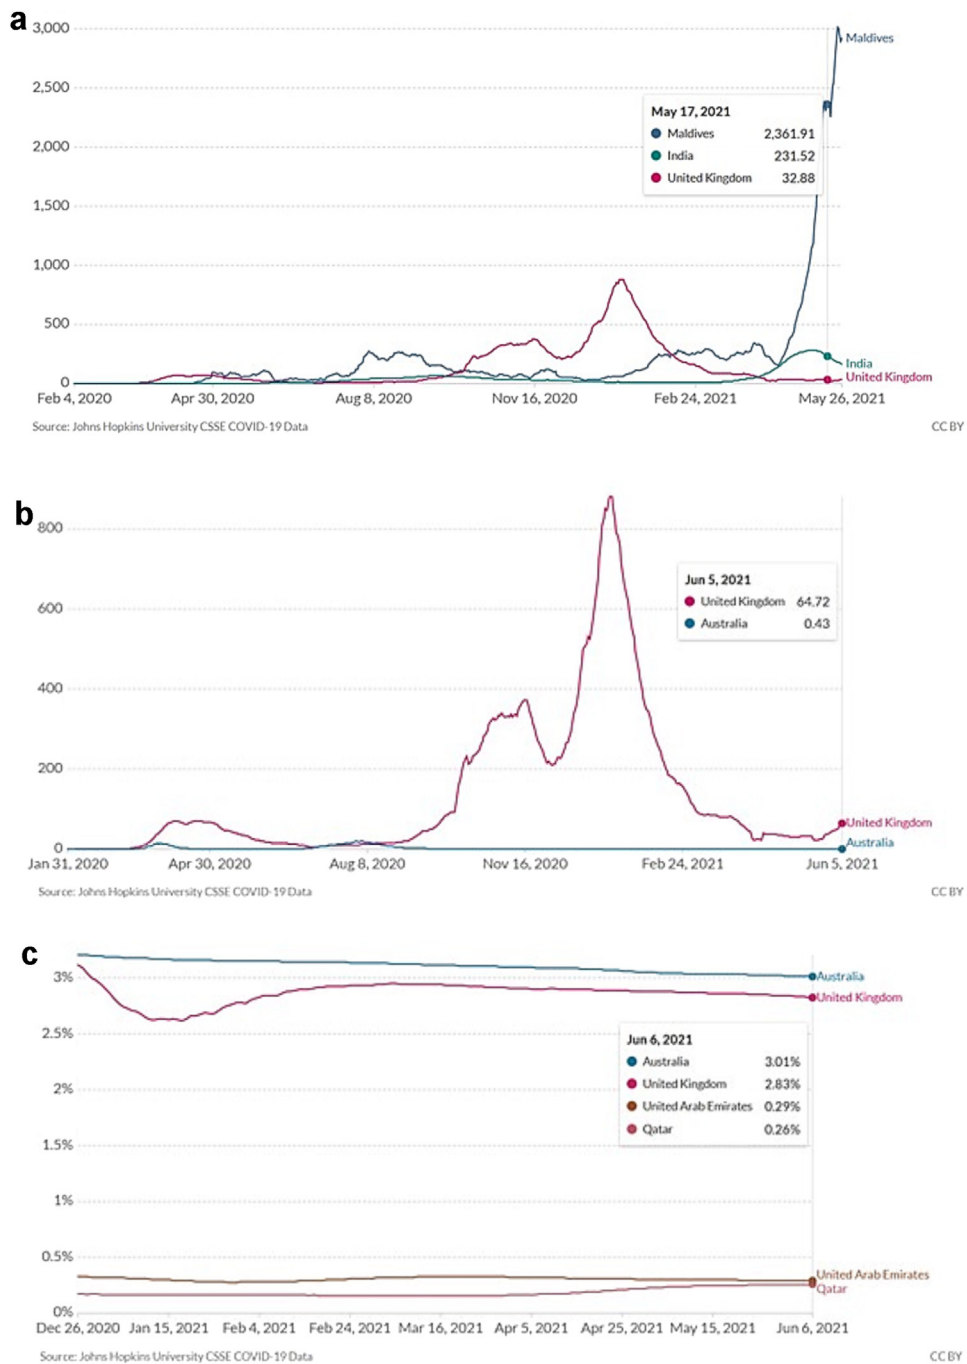 a
3,000
Maldives
2,500
May 17, 2021
Maldives 2,361.91
2,000
India 231.52
United Kingdom 32.88
1,500
1,000
500
India
United Kingdom
0
Feb 4, 2020 Apr 30, 2020 Aug 8, 2020 Nov 16, 2020 Feb 24, 2021 May 26, 2021
Source: Johns Hopkins University CSSE COVID-19 Data CC BY
b
800
Jun 5, 2021
United Kingdom 64.72
600
Australia 0.43
400
200
United Kingdom
Australia
0
Jan 31, 2020 Apr 30, 2020 Aug 8, 2020 Nov 16, 2020 Feb 24, 2021 Jun 5, 2021
Source: Johns Hopkins University CSSE COVID-19 Data CC BY
c
3%
Australia
United Kingdom
2.5%
Jun 6, 2021
Australia 3.01%
2%
United Kingdom 2.83%
United Arab Emirates 0.29%
Qatar 0.26%
1.5%
1%
0.5%
United Arab Emirates
Qatar
0%
Dec 26, 2020 Jan 15, 2021 Feb 4, 2021 Feb 24, 2021 Mar 16, 2021 Apr 5, 2021 Apr 25, 2021 May 15, 2021 Jun 6, 2021
Source: Johns Hopkins University CSSE COVID-19 Data CC BY